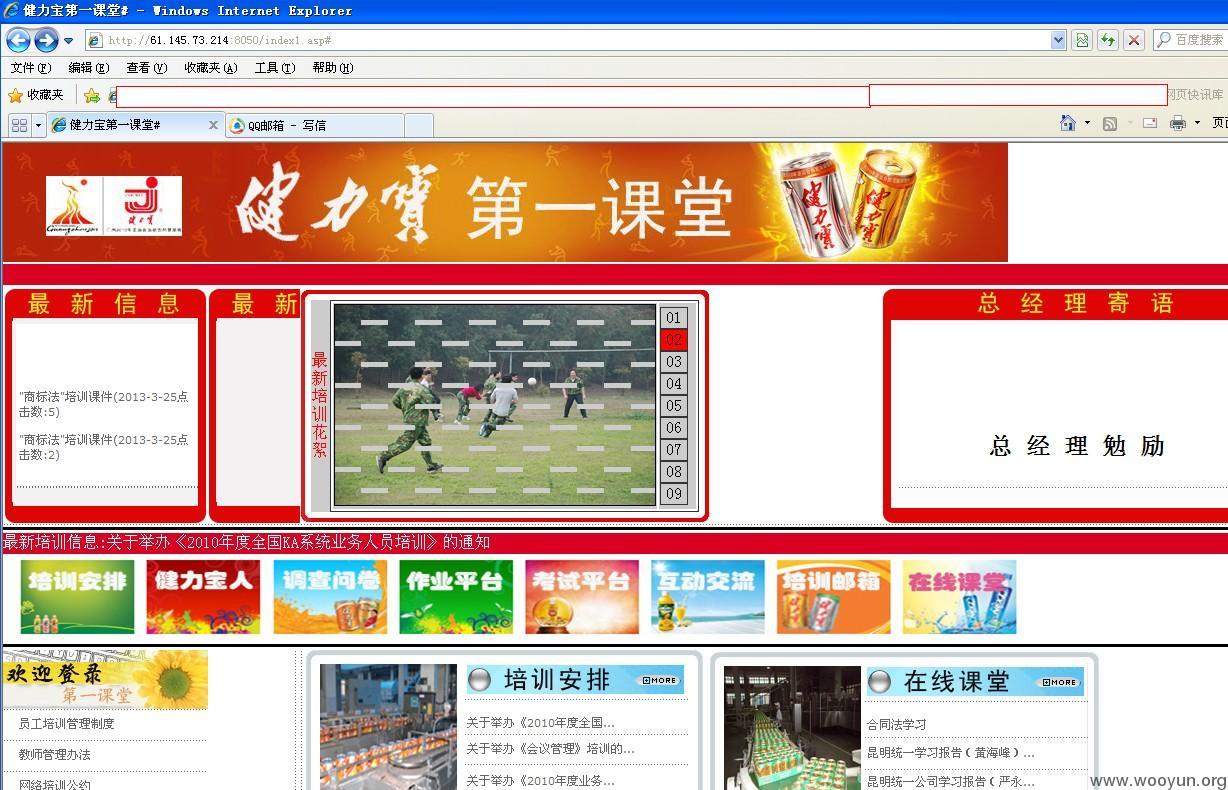 健力宝第一课堂# - Windows Internet Explorer
http://61.145.73.214:8050/index1.asp#
百度搜索
文件(F) 编辑(E) 查看(V) 收藏夹(A) 工具(T) 帮助(H)
收藏夹
网页快讯库
健力宝第一课堂# X QQ邮箱 - 写信
页面
健力寶 第一课堂
健力宝
最 新 信 息
最 新
总 经 理 寄 语
"商标法"培训课件(2013-3-25点
击数:5)
"商标法"培训课件(2013-3-25点
击数:2)
最新培训花絮
01
02
03
04
05
06
07
08
09
总 经 理 勉 励
最新培训信息:关于举办《2010年度全国KA系统业务人员培训》的通知
培训安排 健力宝人 调查问卷 作业平台 考试平台 互动交流 培训邮箱 在线课堂
欢迎登录
第一课堂
员工培训管理制度
教师管理办法
网络培训公约
培训安排 MORE
关于举办《2010年度全国...
关于举办《会议管理》培训的...
关于举办《2010年度业务...
在线课堂 MORE
合同法学习
昆明统一学习报告（黄海峰）...
昆明统一公司学习报告（严永...
www.wooyun.org